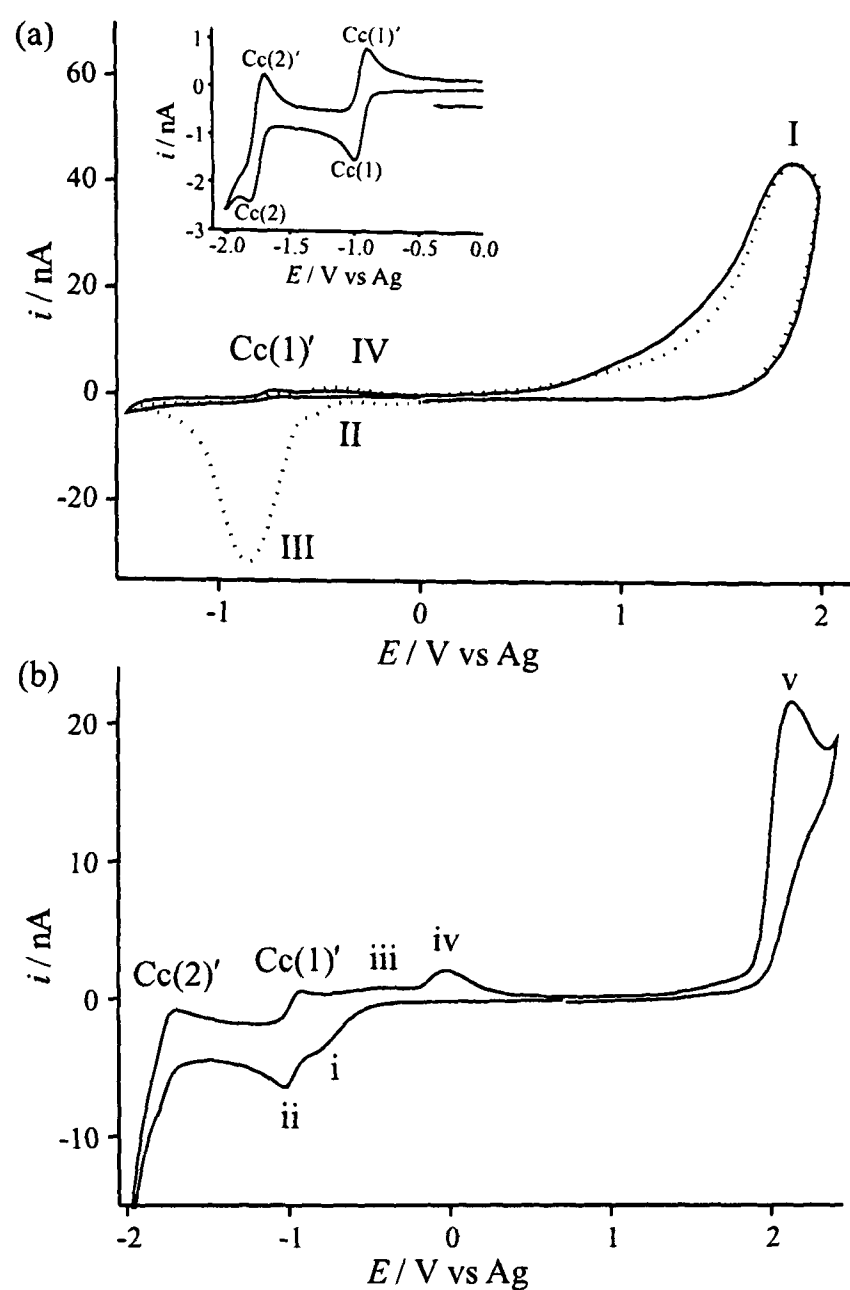 (a)
1
0
-1
-2
-3
i / nA
Cc(2)′
Cc(1)′
Cc(1)
Cc(2)
-2.0 -1.5 -1.0 -0.5 0.0
E / V vs Ag
60
40
20
0
-20
i / nA
I
Cc(1)′ IV
II
III
-1 0 1 2
E / V vs Ag
(b)
20
10
0
-10
i / nA
v
Cc(2)′ Cc(1)′ iii iv
i
ii
-2 -1 0 1 2
E / V vs Ag